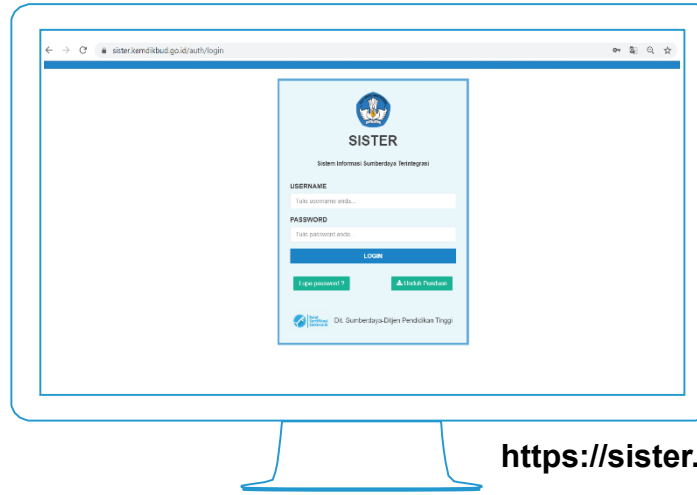 sister.kemdikbud.go.id/auth/login
SISTER
Sistem Informasi Sumberdaya Terintegrasi
USERNAME
Tulis username anda...
PASSWORD
Tulis password anda
LOGIN
Lupa password ?
Unduh Panduan
Dit. Sumberdaya-Ditjen Pendidikan Tinggi
https://sister.